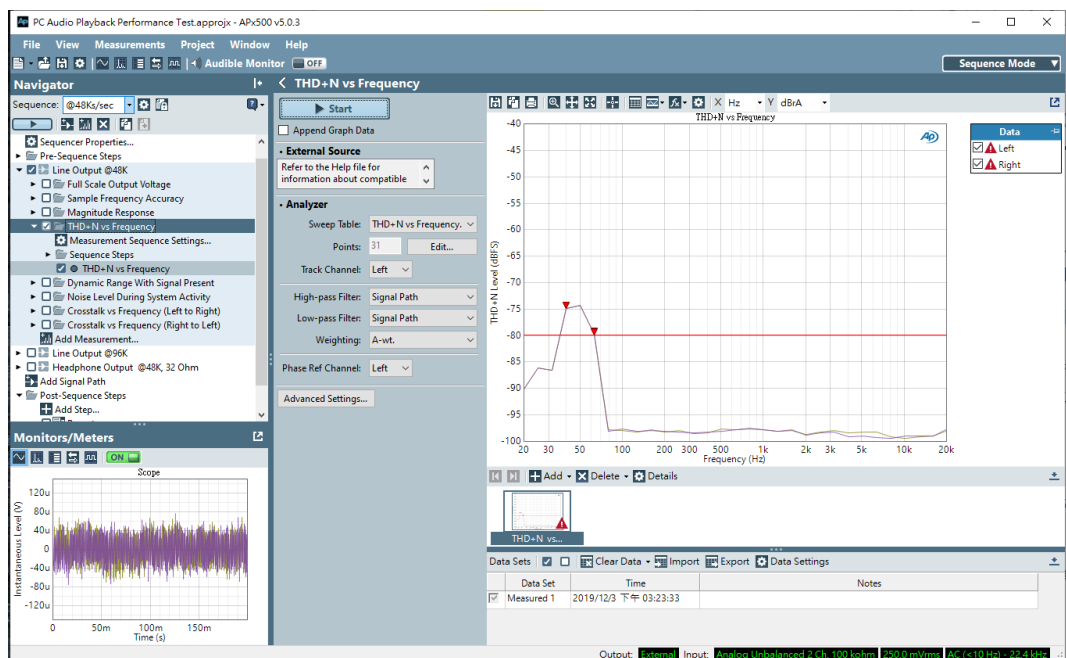 PC Audio Playback Performance Test.approjx - APx500 v5.0.3
File View Measurements Project Window Help
Audible Monitor OFF
Sequence Mode
Navigator
Sequence: @48Ks/sec
Sequencer Properties...
Pre-Sequence Steps
Line Output @48K
Full Scale Output Voltage
Sample Frequency Accuracy
Magnitude Response
THD+N vs Frequency
Measurement Sequence Settings...
Sequence Steps
THD+N vs Frequency
Dynamic Range With Signal Present
Noise Level During System Activity
Crosstalk vs Frequency (Left to Right)
Crosstalk vs Frequency (Right to Left)
Add Measurement...
Line Output @96K
Headphone Output @48K, 32 Ohm
Add Signal Path
Post-Sequence Steps
Add Step...
Monitors/Meters
ON
Scope
Instantaneous Level (V)
120u
80u
40u
0
-40u
-80u
-120u
0 50m 100m 150m
Time (s)
THD+N vs Frequency
Start
Append Graph Data
External Source
Refer to the Help file for
information about compatible
Analyzer
Sweep Table: THD+N vs Frequency.
Points: 31 Edit...
Track Channel: Left
High-pass Filter: Signal Path
Low-pass Filter: Signal Path
Weighting: A-wt.
Phase Ref Channel: Left
Advanced Settings...
X Hz Y dBrA
THD+N vs Frequency
AP
THD+N Level (dBFS)
-40
-45
-50
-55
-60
-65
-70
-75
-80
-85
-90
-95
-100
20 30 50 100 200 300 500 1k 2k 3k 5k 10k 20k
Frequency (Hz)
Data
Left
Right
Add Delete Details
THD+N vs...
Data Sets Clear Data Import Export Data Settings
Data Set Time Notes
Measured 1 2019/12/3 下午 03:23:33
Output: External Input: Analog Unbalanced 2 Ch, 100 kohm 250.0 mVrms AC (<10 Hz) - 22.4 kHz